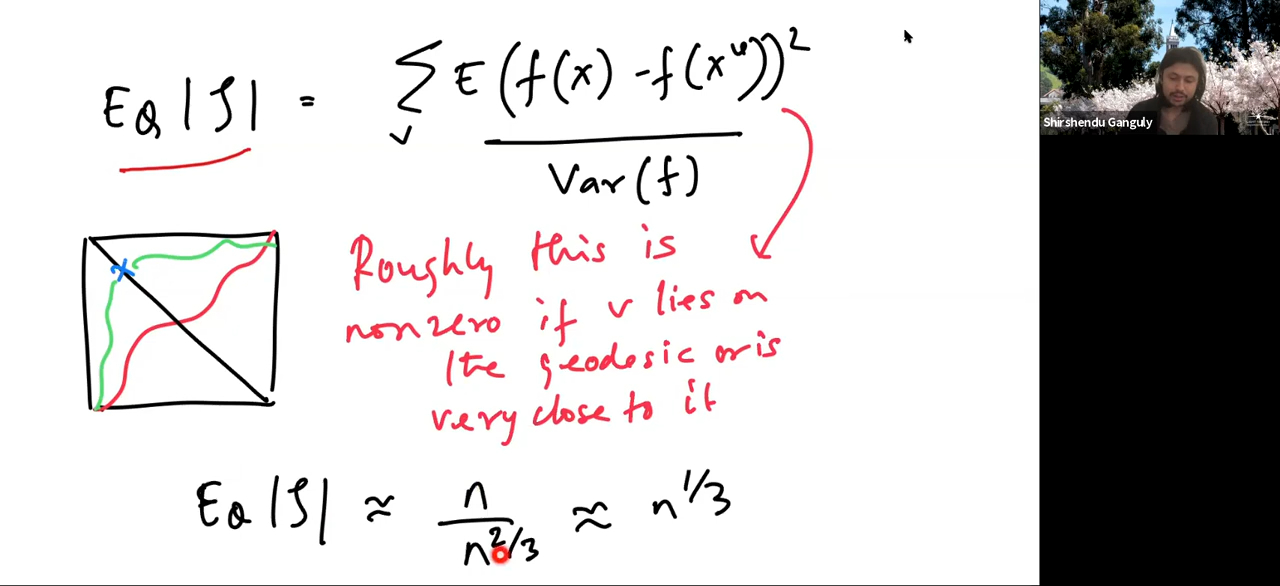 E_Q |S| = Σ_v E (f(x) - f(x^v))^2 / Var(f)
Shirshendu Ganguly
Roughly this is
nonzero if v lies on
the geodesic or is
very close to it
E_Q |S| ≈ n / n^{2/3} ≈ n^{1/3}